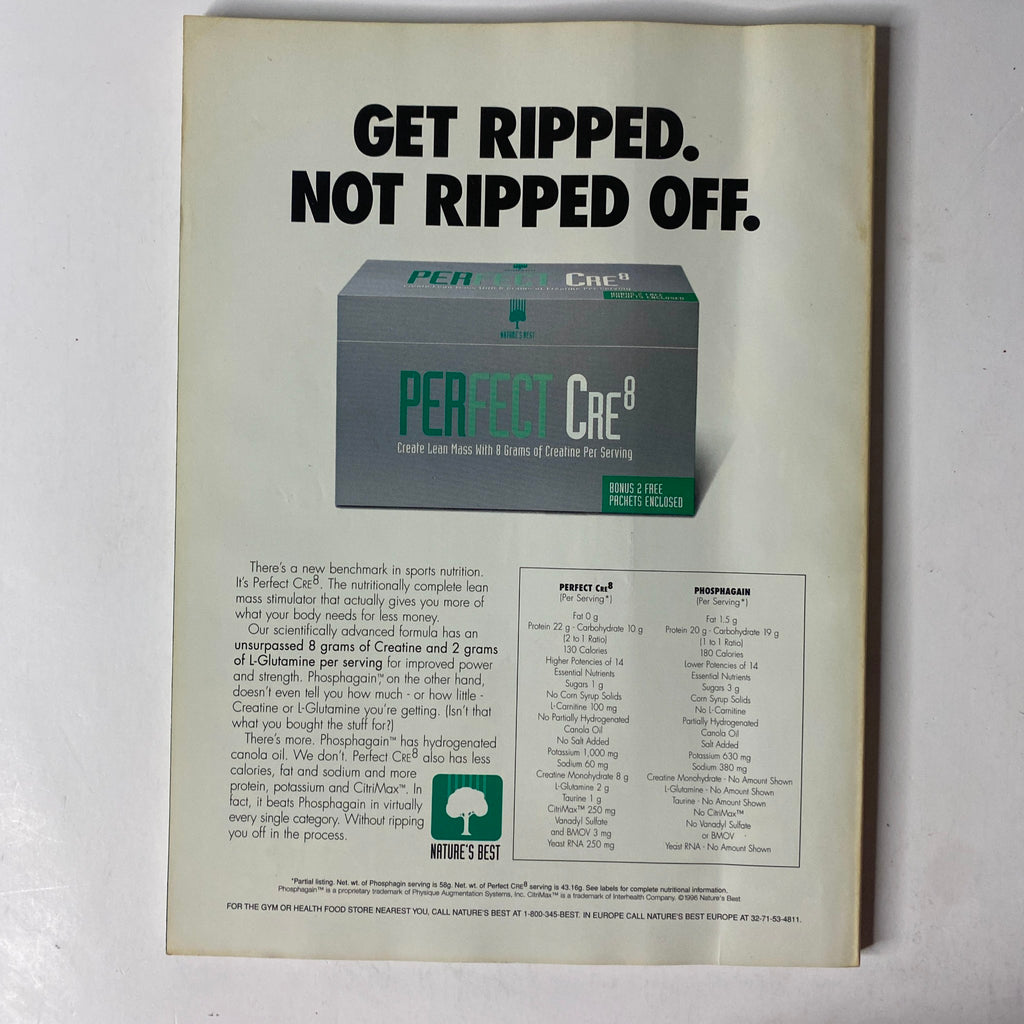 GET RIPPED.
NOT RIPPED OFF.
PERFECT CRE8
Create Lean Mass With 8 Grams of Creatine Per Serving
BONUS 2 FREE
PACKETS ENCLOSED
NATURE'S BEST
PERFECT CRE8
Create Lean Mass With 8 Grams of Creatine Per Serving
BONUS 2 FREE
PACKETS ENCLOSED
There's a new benchmark in sports nutrition.
It's Perfect CRE8. The nutritionally complete lean
mass stimulator that actually gives you more of
what your body needs for less money.
Our scientifically advanced formula has an
unsurpassed 8 grams of Creatine and 2 grams
of L-Glutamine per serving for improved power
and strength. Phosphagain,™ on the other hand,
doesn't even tell you how much - or how little -
Creatine or L-Glutamine you're getting. (Isn't that
what you bought the stuff for?)
There's more. Phosphagain™ has hydrogenated
canola oil. We don't. Perfect CRE8 also has less
calories, fat and sodium and more
protein, potassium and CitriMax™. In
fact, it beats Phosphagain in virtually
every single category. Without ripping
you off in the process.
NATURE'S BEST
PERFECT CRE8
(Per Serving*)
Fat 0 g
Protein 22 g - Carbohydrate 10 g
(2 to 1 Ratio)
130 Calories
Higher Potencies of 14
Essential Nutrients
Sugars 1 g
No Corn Syrup Solids
L-Carnitine 100 mg
No Partially Hydrogenated
Canola Oil
No Salt Added
Potassium 1,000 mg
Sodium 60 mg
Creatine Monohydrate 8 g
L-Glutamine 2 g
Taurine 1 g
CitriMax™ 250 mg
Vanadyl Sulfate
and BMOV 3 mg
Yeast RNA 250 mg
PHOSPHAGAIN
(Per Serving*)
Fat 1.5 g
Protein 20 g - Carbohydrate 19 g
(1 to 1 Ratio)
180 Calories
Lower Potencies of 14
Essential Nutrients
Sugars 3 g
Corn Syrup Solids
No L-Carnitine
Partially Hydrogenated
Canola Oil
Salt Added
Potassium 630 mg
Sodium 380 mg
Creatine Monohydrate - No Amount Shown
L-Glutamine - No Amount Shown
Taurine - No Amount Shown
No CitriMax™
No Vanadyl Sulfate
or BMOV
Yeast RNA - No Amount Shown
*Partial listing. Net. wt. of Phosphagin serving is 58g. Net. wt. of Perfect CRE8 serving is 43.16g. See labels for complete nutritional information.
Phosphagain™ is a proprietary trademark of Physique Augmentation Systems, Inc. CitriMax™ is a trademark of Interhealth Company. ©1996 Nature's Best
FOR THE GYM OR HEALTH FOOD STORE NEAREST YOU, CALL NATURE'S BEST AT 1-800-345-BEST. IN EUROPE CALL NATURE'S BEST EUROPE AT 32-71-53-4811.